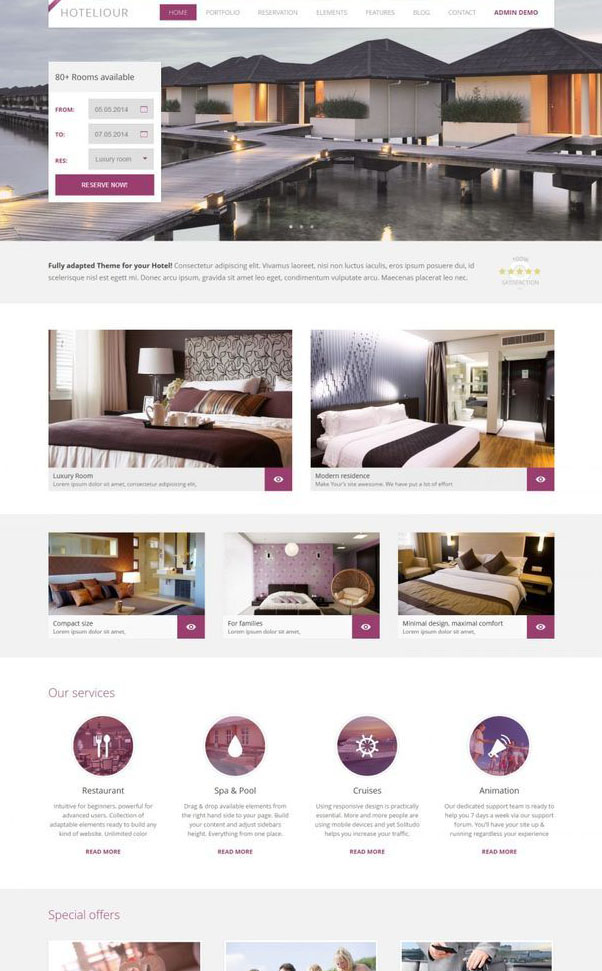 HOTELIOUR
HOME PORTFOLIO RESERVATION ELEMENTS FEATURES BLOG CONTACT ADMIN DEMO
80+ Rooms available
FROM: 05.05.2014
TO: 07.05.2014
RES: Luxury room
RESERVE NOW!
Fully adapted Theme for your Hotel! Consectetur adipiscing elit. Vivamus laoreet, nisi non luctus iaculis, eros ipsum posuere dui, id
scelerisque nisl est egett mi. Donec arcu ipsum, gravida sit amet leo eget, condimentum vulputate arcu. Maecenas placerat leo nec.
100%
SATISFACTION
Luxury Room
Lorem ipsum dolor sit amet, consectetur adipiscing elit,
Modern residence
Make Your's site awesome. We have put a lot of effort
Compact size
Lorem ipsum dolor sit amet,
For families
Lorem ipsum dolor sit amet,
Minimal design, maximal comfort
Lorem ipsum dolor sit amet,
Our services
Restaurant
Intuitive for beginners, powerful for
advanced users. Collection of
adaptable elements ready to build any
kind of website. Unlimited color
READ MORE
Spa & Pool
Drag & drop available elements from
the right hand side to your page. Build
your content and adjust sidebars
height. Everything from one place.
READ MORE
Cruises
Using responsive design is practically
essential. More and more people are
using mobile devices and yet Solitudo
helps you increase your traffic.
READ MORE
Animation
Our dedicated support team is ready to
help you 7 days a week via our support
forum. You'll have your site up &
running regardless your experience
READ MORE
Special offers